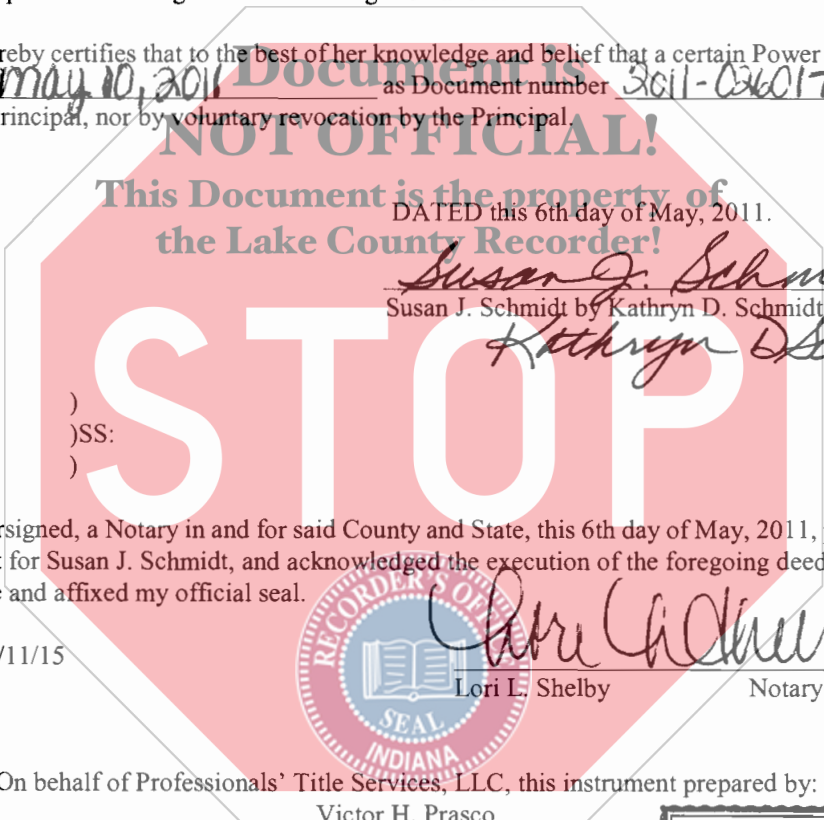 reby certifies that to the best of her knowledge and belief that a certain Power
May 10, 2011 as Document number 2011-026017
rincipal, nor by voluntary revocation by the Principal.
Document is
NOT OFFICIAL!
This Document is the property of
the Lake County Recorder!
DATED this 6th day of May, 2011.
Susan J. Schm
Susan J. Schmidt by Kathryn D. Schmidt
Kathryn D S
STOP
)
)SS:
)
rsigned, a Notary in and for said County and State, this 6th day of May, 2011,
t for Susan J. Schmidt, and acknowledged the execution of the foregoing deed
e and affixed my official seal.
RECORDER'S OFFICE
SEAL
INDIANA
/11/15
Lori L. Shelby Notary
On behalf of Professionals' Title Services, LLC, this instrument prepared by:
Victor H. Prasco